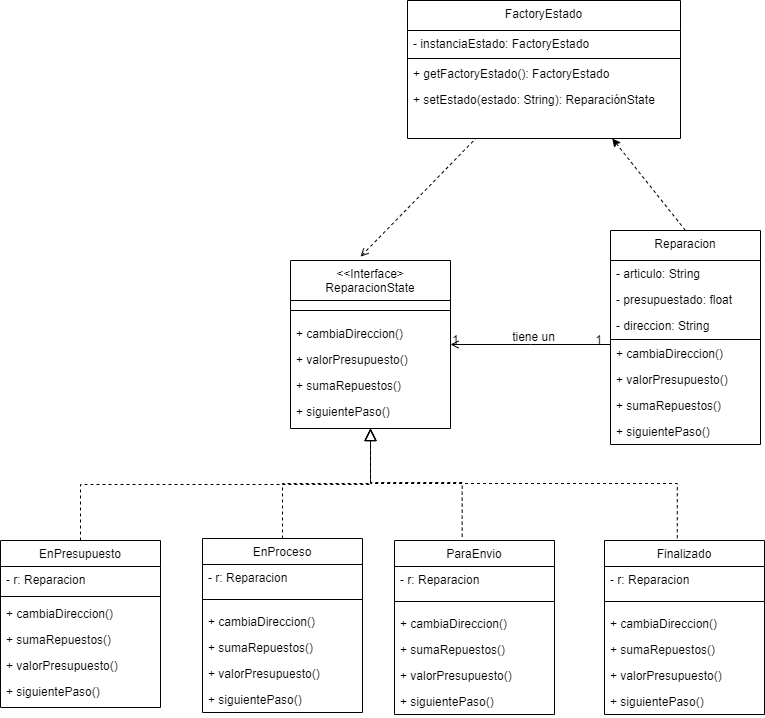 FactoryEstado
- instanciaEstado: FactoryEstado
+ getFactoryEstado(): FactoryEstado
+ setEstado(estado: String): ReparaciónState
<<Interface>
ReparacionState
+ cambiaDireccion()
+ valorPresupuesto()
+ sumaRepuestos()
+ siguientePaso()
1
tiene un
1
Reparacion
- articulo: String
- presupuestado: float
- direccion: String
+ cambiaDireccion()
+ valorPresupuesto()
+ sumaRepuestos()
+ siguientePaso()
EnPresupuesto
- r: Reparacion
+ cambiaDireccion()
+ sumaRepuestos()
+ valorPresupuesto()
+ siguientePaso()
EnProceso
- r: Reparacion
+ cambiaDireccion()
+ sumaRepuestos()
+ valorPresupuesto()
+ siguientePaso()
ParaEnvio
- r: Reparacion
+ cambiaDireccion()
+ sumaRepuestos()
+ valorPresupuesto()
+ siguientePaso()
Finalizado
- r: Reparacion
+ cambiaDireccion()
+ sumaRepuestos()
+ valorPresupuesto()
+ siguientePaso()